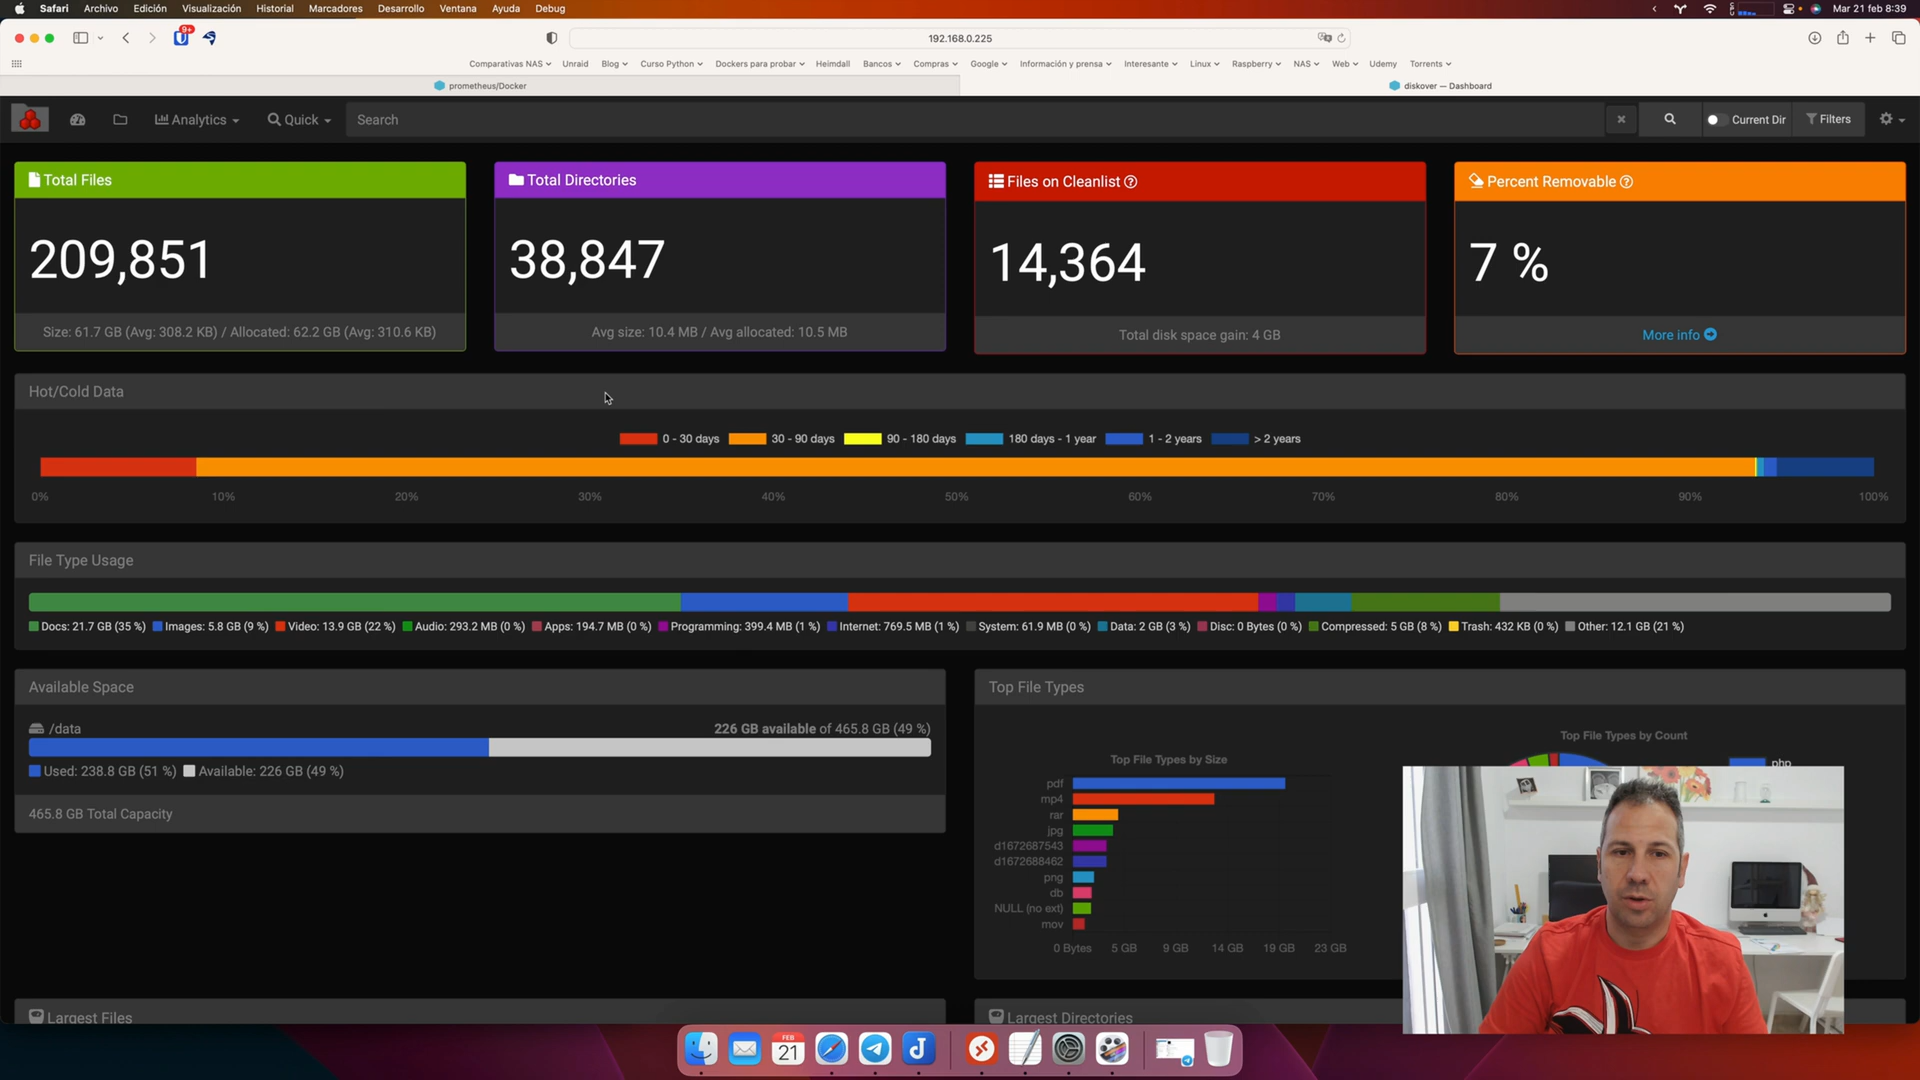 Safari Archivo Edición Visualización Historial Marcadores Desarrollo Ventana Ayuda Debug
Mar 21 feb 8:39
9+
192.168.0.225
Comparativas NAS Unraid Blog Curso Python Dockers para probar Heimdall Bancos Compras Google Información y prensa Interesante Linux Raspberry NAS Web Udemy Torrents
prometheus/Docker
diskover — Dashboard
Analytics Quick Search Current Dir Filters
Total Files
209,851
Size: 61.7 GB (Avg: 308.2 KB) / Allocated: 62.2 GB (Avg: 310.6 KB)
Total Directories
38,847
Avg size: 10.4 MB / Avg allocated: 10.5 MB
Files on Cleanlist
14,364
Total disk space gain: 4 GB
Percent Removable
7 %
More info
Hot/Cold Data
0 - 30 days 30 - 90 days 90 - 180 days 180 days - 1 year 1 - 2 years > 2 years
0% 10% 20% 30% 40% 50% 60% 70% 80% 90% 100%
File Type Usage
Docs: 21.7 GB (35 %) Images: 5.8 GB (9 %) Video: 13.9 GB (22 %) Audio: 293.2 MB (0 %) Apps: 194.7 MB (0 %) Programming: 399.4 MB (1 %) Internet: 769.5 MB (1 %) System: 61.9 MB (0 %) Data: 2 GB (3 %) Disc: 0 Bytes (0 %) Compressed: 5 GB (8 %) Trash: 432 KB (0 %) Other: 12.1 GB (21 %)
Available Space
/data
226 GB available of 465.8 GB (49 %)
Used: 238.8 GB (51 %) Available: 226 GB (49 %)
465.8 GB Total Capacity
Top File Types
Top File Types by Size
pdf
mp4
rar
jpg
d1672687543
d1672688462
png
db
NULL (no ext)
mov
0 Bytes 5 GB 9 GB 14 GB 19 GB 23 GB
Top File Types by Count
php
Largest Files
Largest Directories
FEB
21